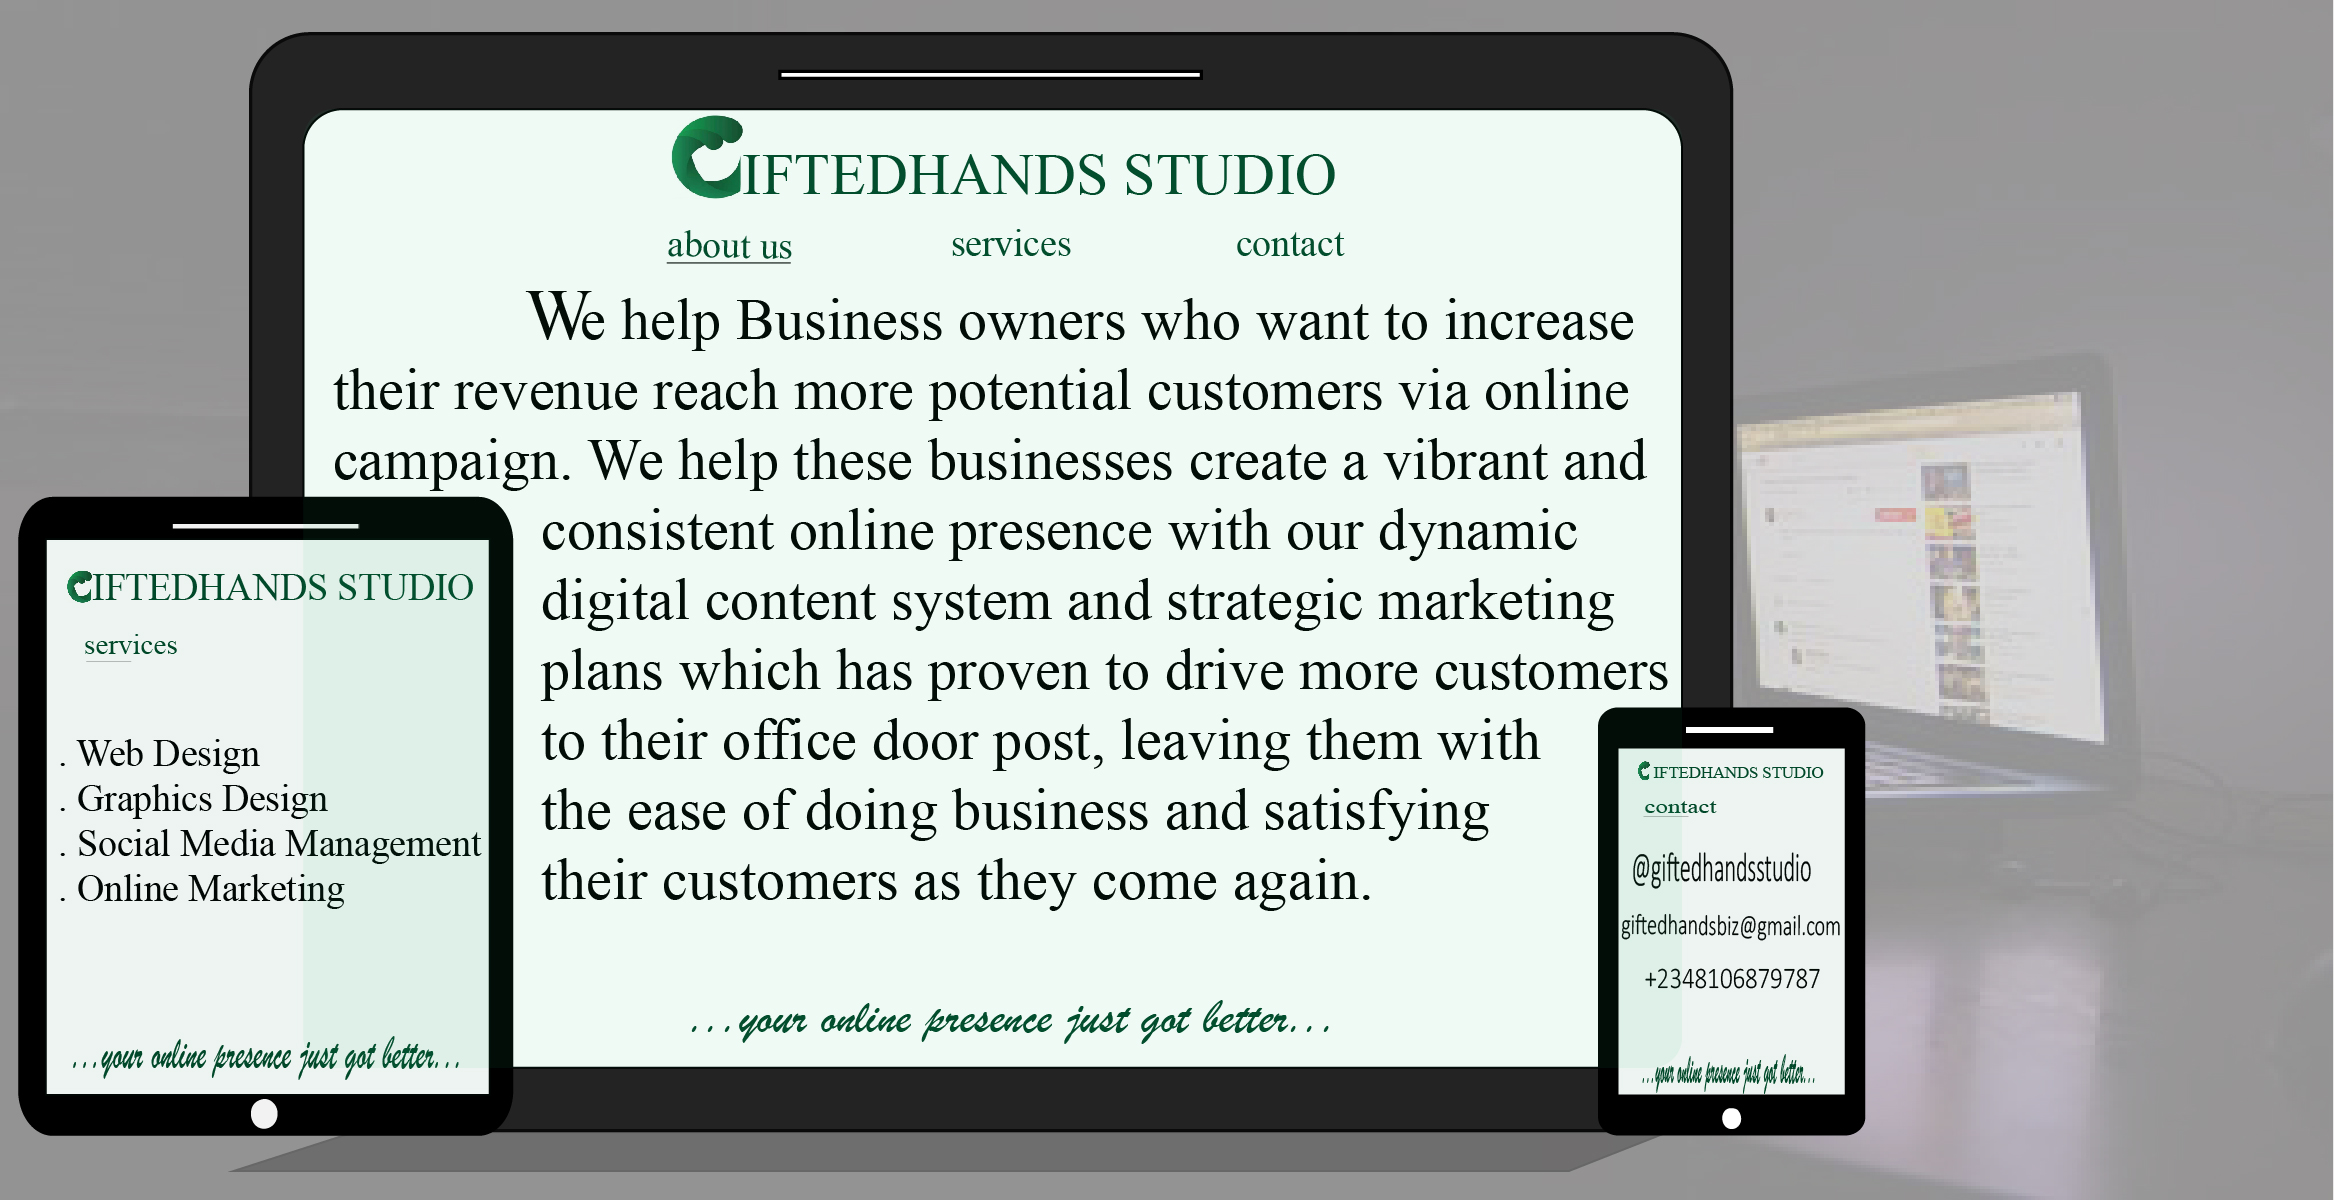 GIFTEDHANDS STUDIO
about us services contact
We help Business owners who want to increase
their revenue reach more potential customers via online
campaign. We help these businesses create a vibrant and
consistent online presence with our dynamic
digital content system and strategic marketing
plans which has proven to drive more customers
to their office door post, leaving them with
the ease of doing business and satisfying
their customers as they come again.
...your online presence just got better...
GIFTEDHANDS STUDIO
services
. Web Design
. Graphics Design
. Social Media Management
. Online Marketing
...your online presence just got better...
GIFTEDHANDS STUDIO
contact
@giftedhandsstudio
giftedhandsbiz@gmail.com
+2348106879787
...your online presence just got better...